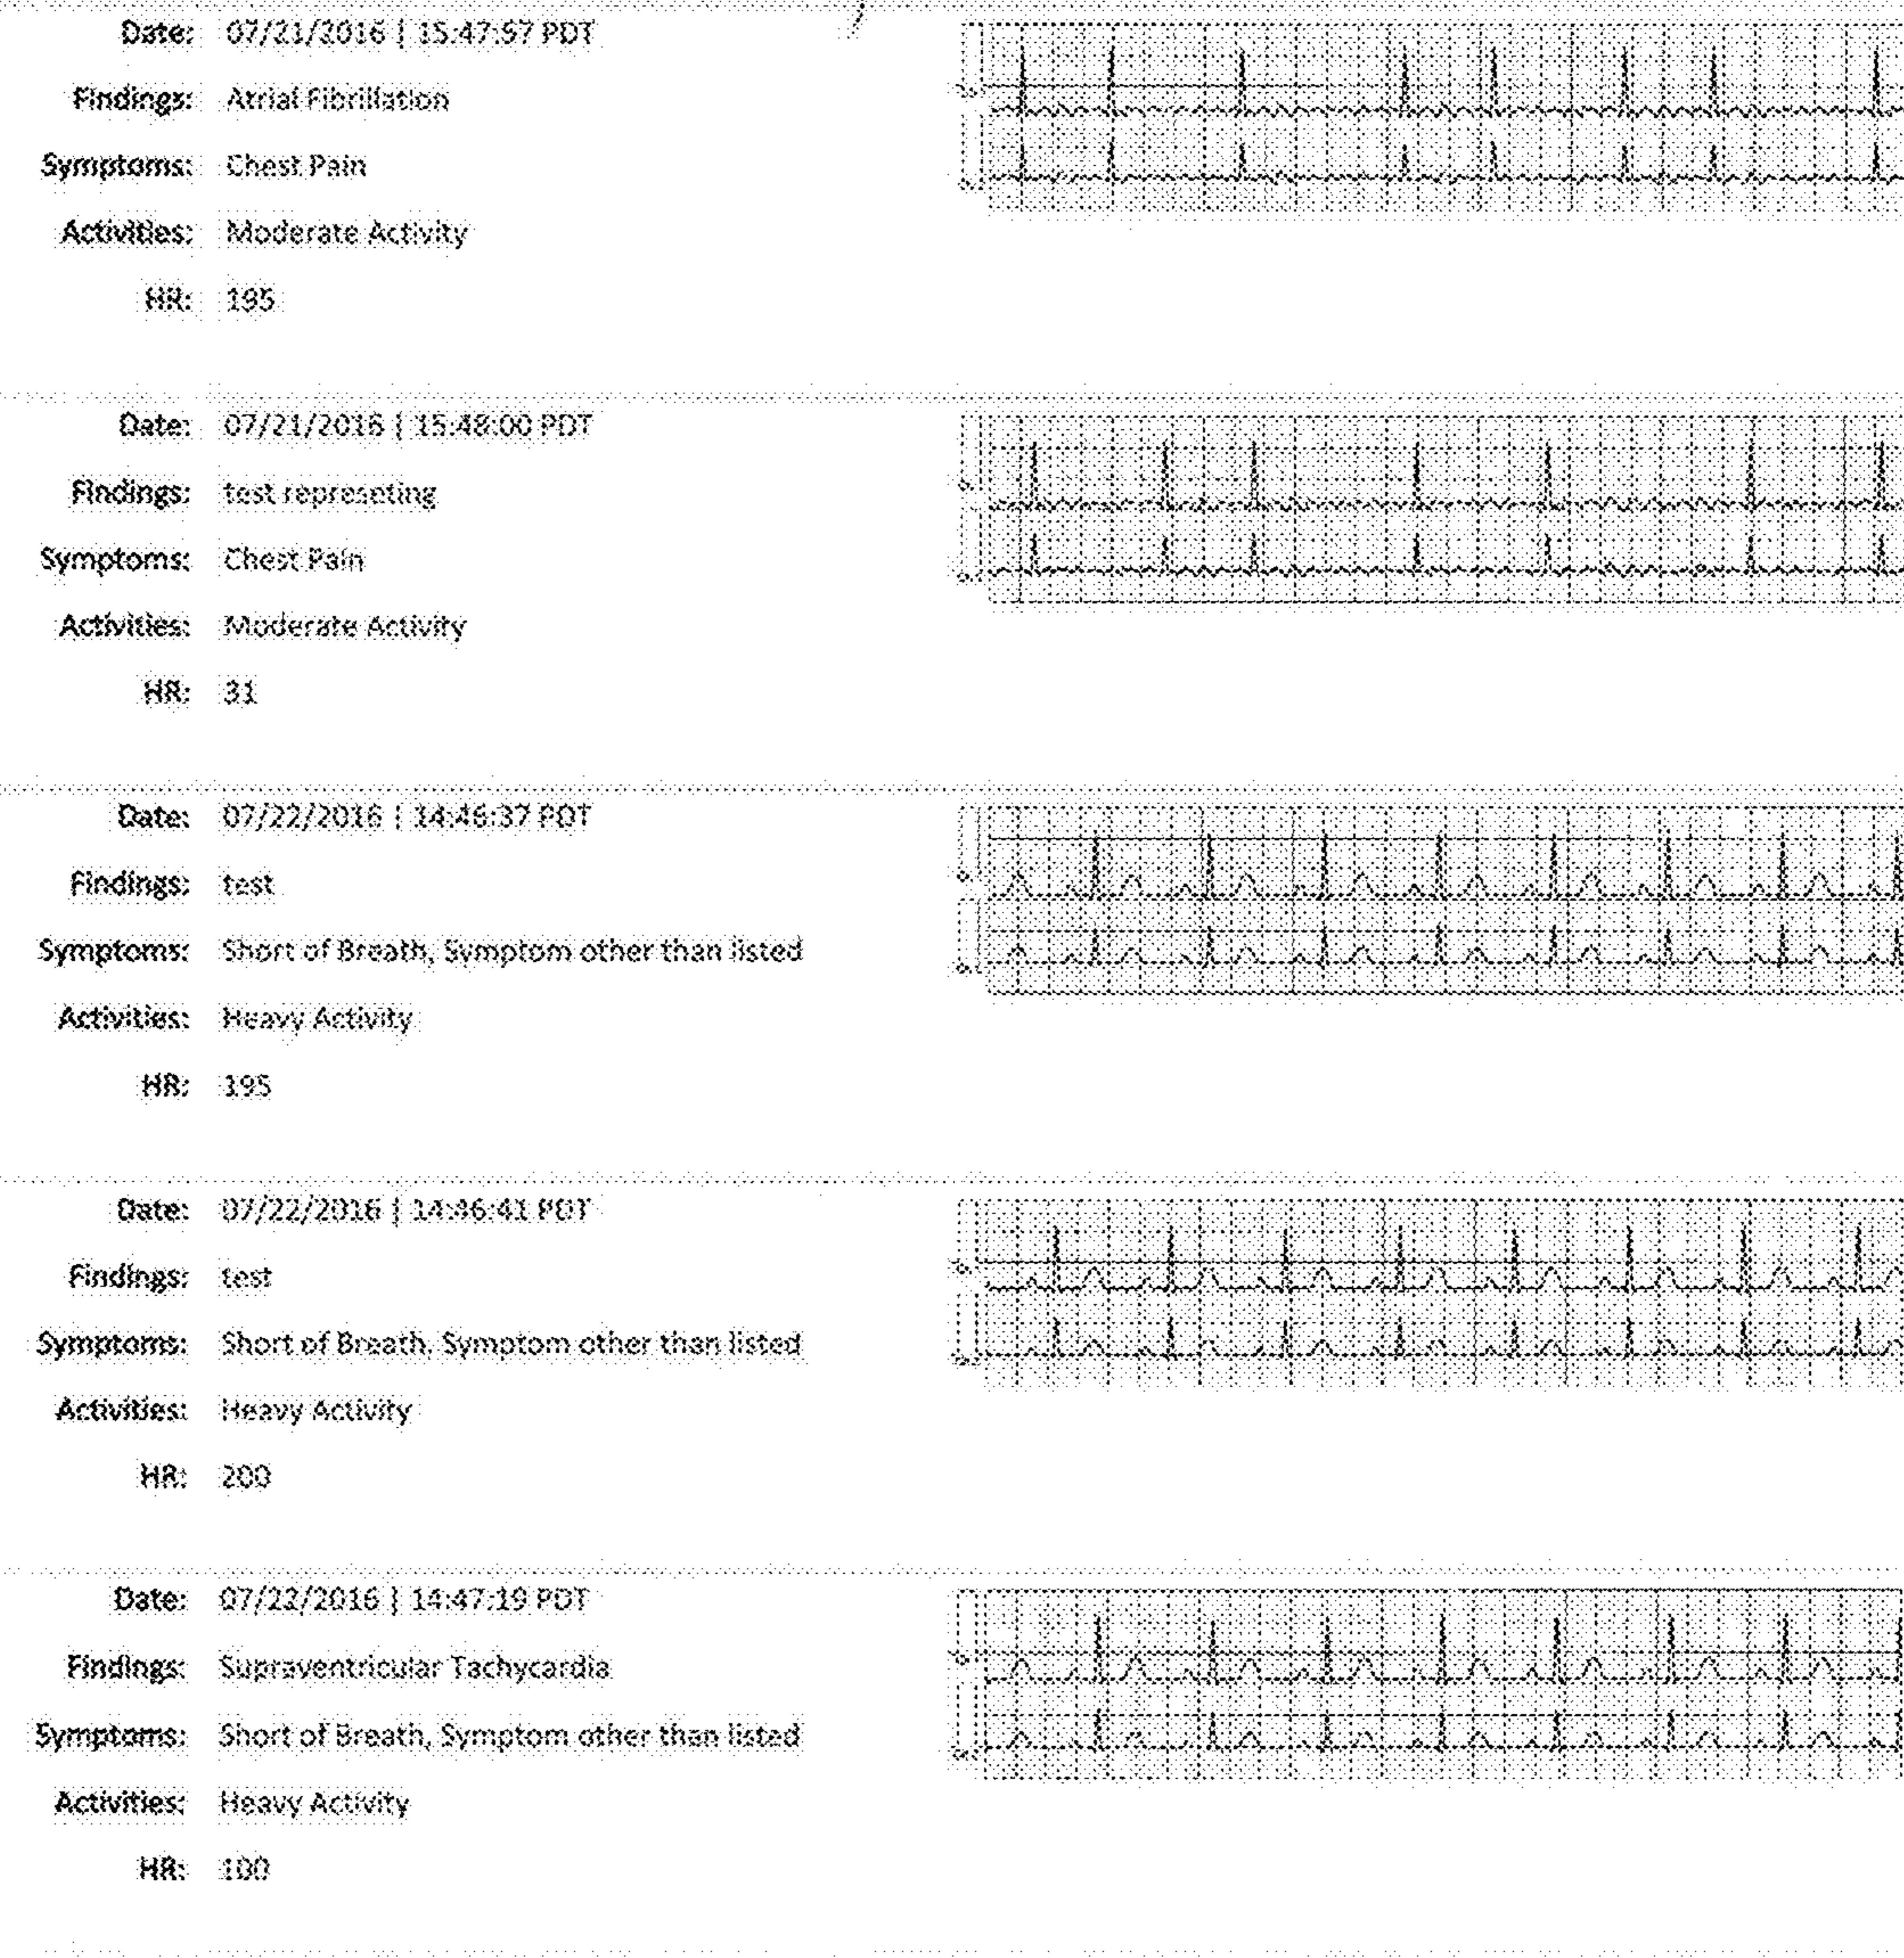 Date: 07/21/2016 | 15:47:57 PDT
Findings: Atrial Fibrillation
Symptoms: Chest Pain
Activities: Moderate Activity
HR: 195
Date: 07/21/2016 | 15:48:00 PDT
Findings: test represeting
Symptoms: Chest Pain
Activities: Moderate Activity
HR: 31
Date: 07/22/2016 | 14:46:37 PDT
Findings: test
Symptoms: Short of Breath, Symptom other than listed
Activities: Heavy Activity
HR: 195
Date: 07/22/2016 | 14:46:41 PDT
Findings: test
Symptoms: Short of Breath, Symptom other than listed
Activities: Heavy Activity
HR: 200
Date: 07/22/2016 | 14:47:19 PDT
Findings: Supraventricular Tachycardia
Symptoms: Short of Breath, Symptom other than listed
Activities: Heavy Activity
HR: 100